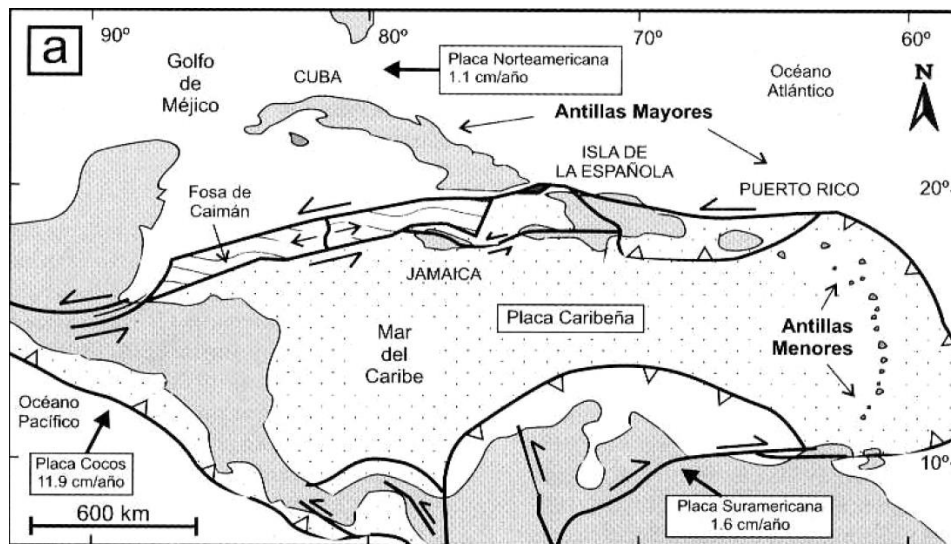 a
90º
80º
70º
60º
Golfo
de
Méjico
CUBA
Placa Norteamericana
1.1 cm/año
Océano
Atlántico
N
Antillas Mayores
ISLA DE
LA ESPAÑOLA
PUERTO RICO
20º
Fosa de
Caimán
JAMAICA
Mar
del
Caribe
Placa Caribeña
Antillas
Menores
Océano
Pacífico
Placa Cocos
11.9 cm/año
10º
600 km
Placa Suramericana
1.6 cm/año